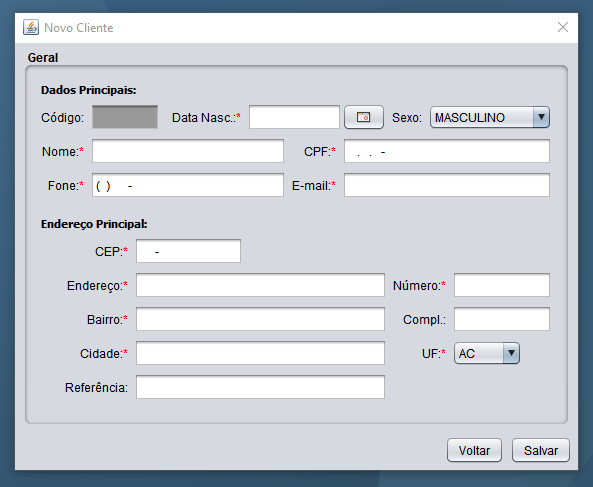 Novo Cliente
Geral
Dados Principais:
Código: Data Nasc.:* Sexo: MASCULINO
Nome:* CPF:* . . -
Fone:* ( ) - E-mail:*
Endereço Principal:
CEP:* -
Endereço:* Número:*
Bairro:* Compl.:
Cidade:* UF:* AC
Referência:
Voltar Salvar